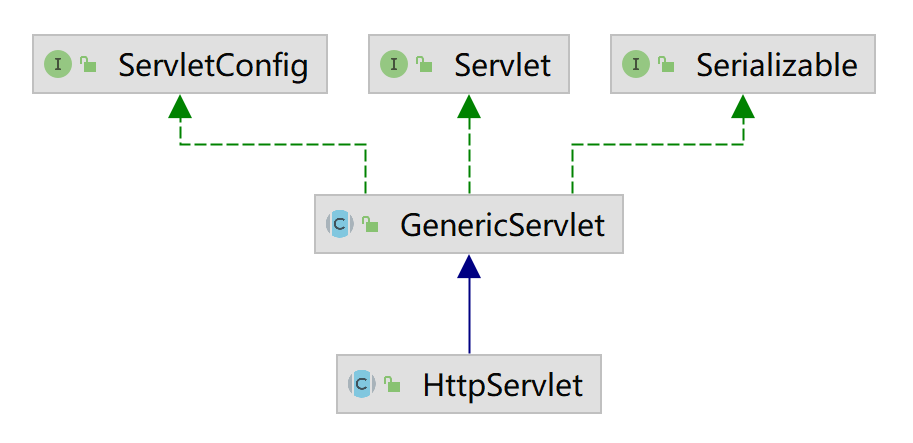 I ServletConfig
I Servlet
I Serializable
C GenericServlet
C HttpServlet